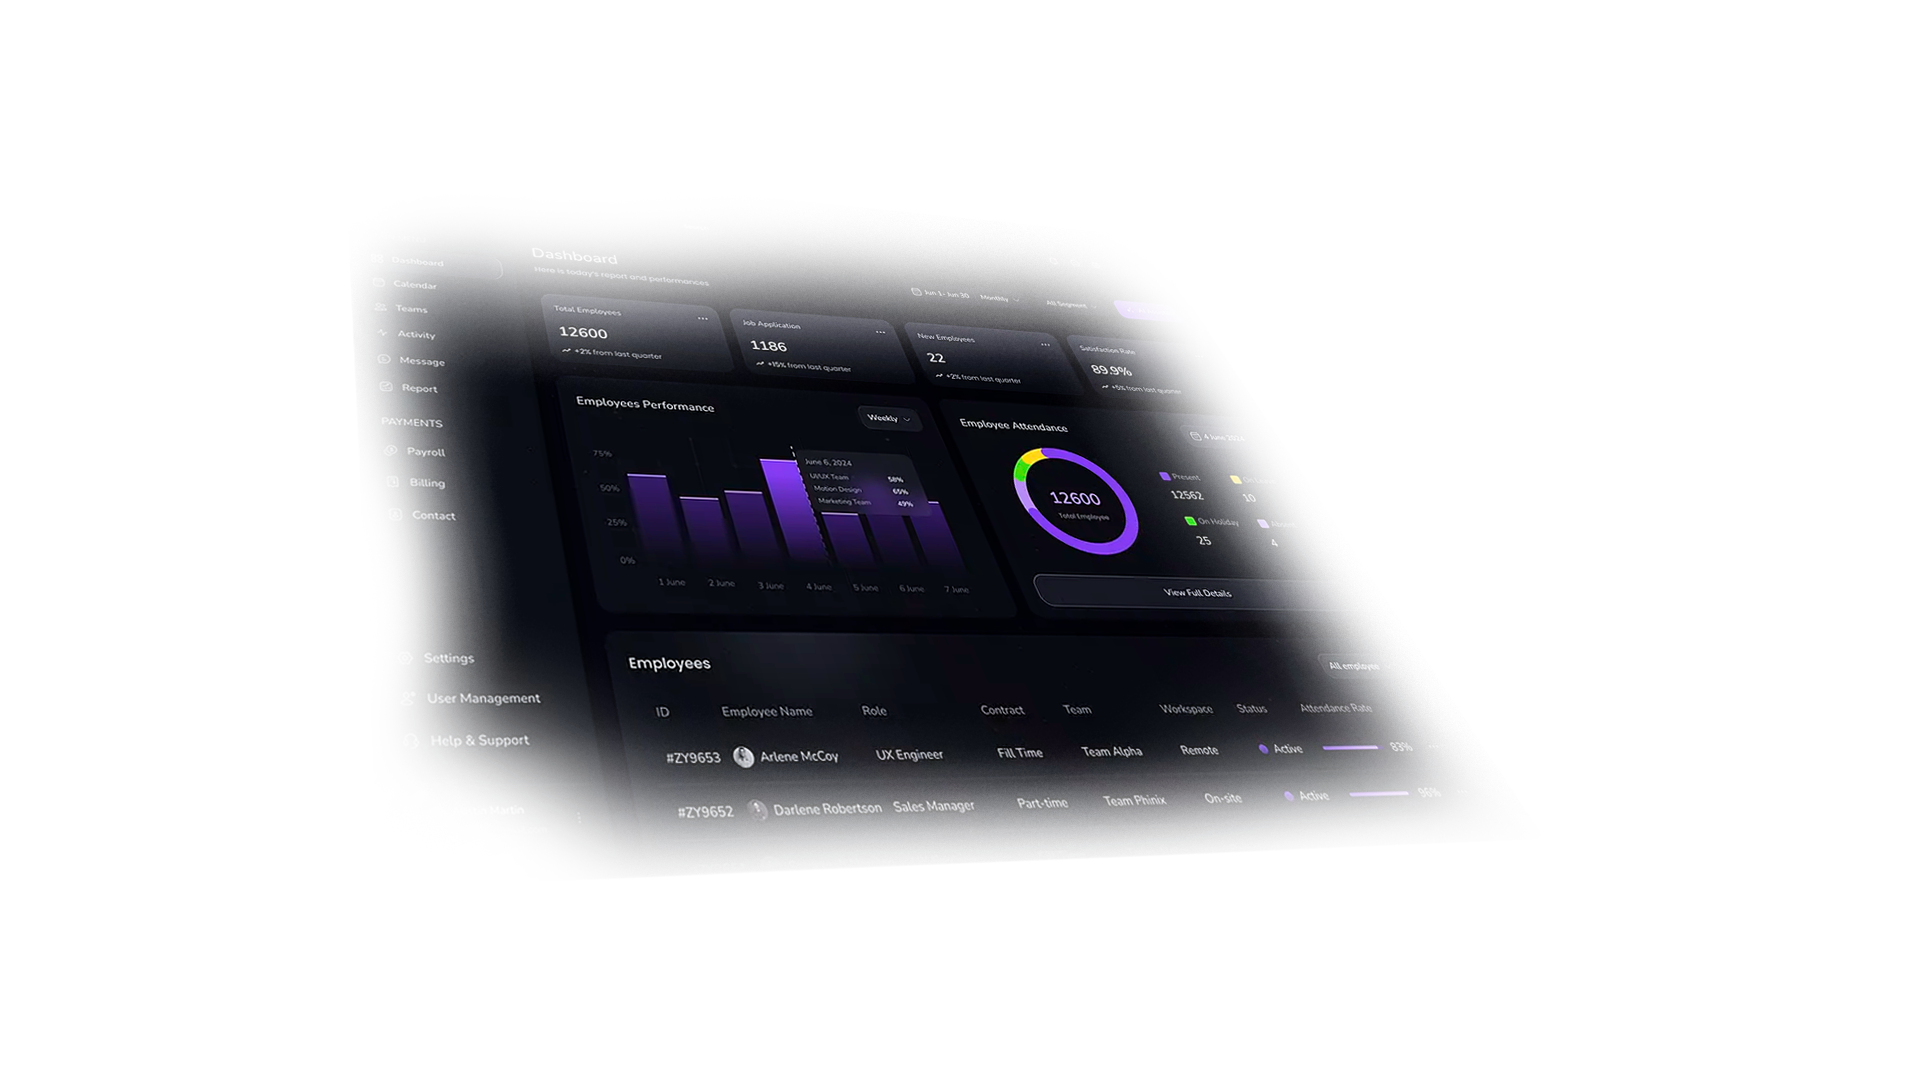 Dashboard
Calendar
Teams
Activity
Message
Report
PAYMENTS
Payroll
Billing
Contact
Settings
User Management
Help & Support
Dashboard
Here is today's report and performances
Jun 1- Jun 30
Monthly
All Segment
Total Employees
12600
+2% from last quarter
Job Application
1186
+15% from last quarter
New Employees
22
+2% from last quarter
Satisfaction Rate
89.9%
+5% from last quarter
Employees Performance
Weekly
75%
50%
25%
0%
June 6, 2024
UI/UX Team 58%
Motion Design 65%
Marketing Team 49%
1 June 2 June 3 June 4 June 5 June 6 June 7 June
Employee Attendance
4 June 2024
12600
Total Employee
Present
12562
10
On Holiday
25
4
View Full Details
Employees
All employee
ID Employee Name Role Contract Team Workspace Status Attendance Rate
#ZY9653 Arlene McCoy UX Engineer Fill Time Team Alpha Remote Active 83%
#ZY9652 Darlene Robertson Sales Manager Part-time Team Phinix On-site Active 96%